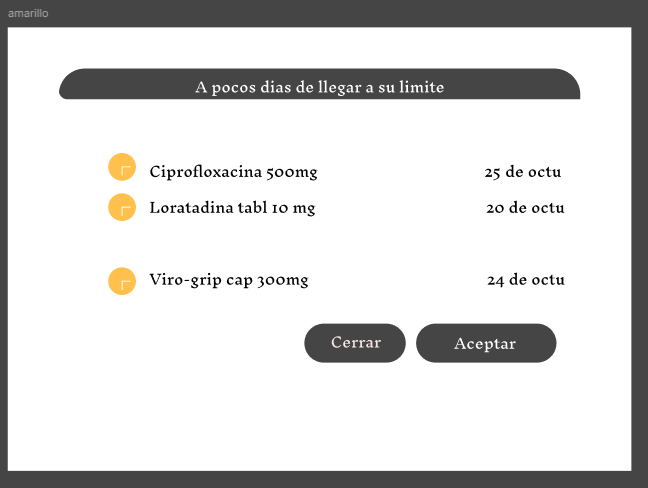 amarillo
A pocos dias de llegar a su limite
Ciprofloxacina 500mg 25 de octu
Loratadina tabl 10 mg 20 de octu
Viro-grip cap 300mg 24 de octu
Cerrar Aceptar